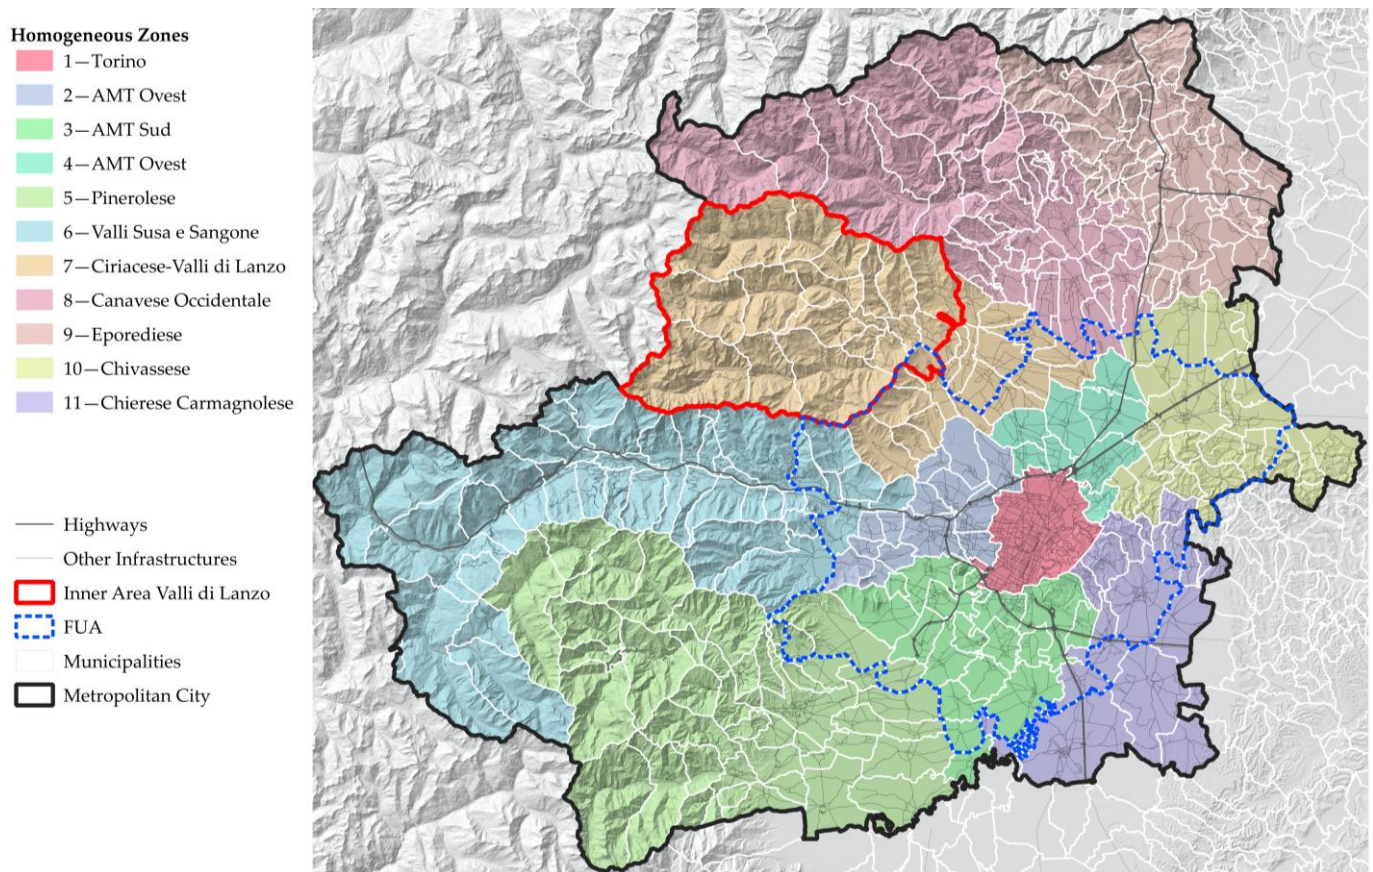 Homogeneous Zones
1—Torino
2—AMT Ovest
3—AMT Sud
4—AMT Ovest
5—Pinerolese
6—Valli Susa e Sangone
7—Ciriacese-Valli di Lanzo
8—Canavese Occidentale
9—Eporediese
10—Chivassese
11—Chierese Carmagnolese
Highways
Other Infrastructures
Inner Area Valli di Lanzo
FUA
Municipalities
Metropolitan City